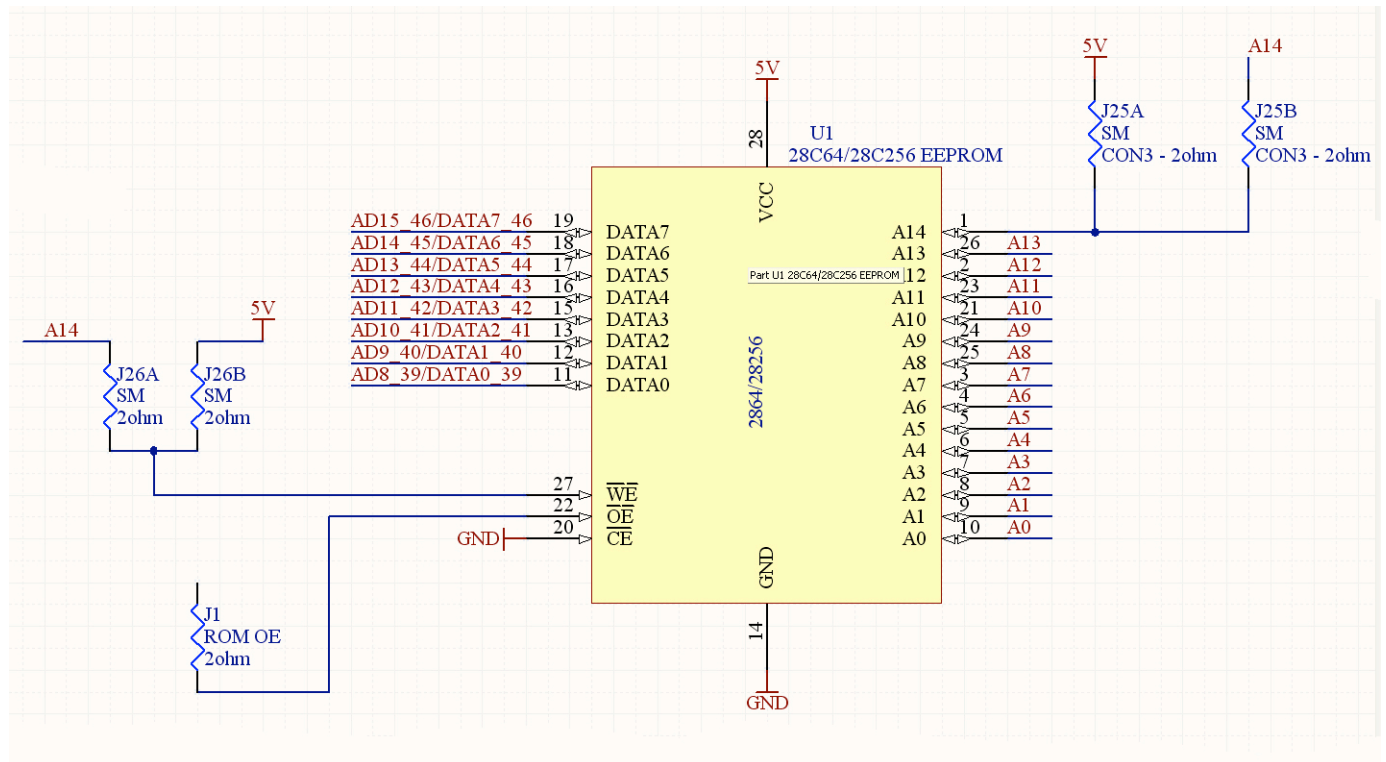 5V
A14
5V
J25A
SM
CON3 - 2ohm
J25B
SM
CON3 - 2ohm
U1
28C64/28C256 EEPROM
28
VCC
AD15_46/DATA7_46 19 DATA7
AD14_45/DATA6_45 18 DATA6
AD13_44/DATA5_44 17 DATA5
AD12_43/DATA4_43 16 DATA4
AD11_42/DATA3_42 15 DATA3
AD10_41/DATA2_41 13 DATA2
AD9_40/DATA1_40 12 DATA1
AD8_39/DATA0_39 11 DATA0
A14 1
A13 26 A13
Part U1 28C64/28C256 EEPROM
12 2 A12
A11 23 A11
A10 21 A10
A9 24 A9
A8 25 A8
A7 3 A7
A6 4 A6
A5 5 A5
A4 6 A4
A3 7 A3
A2 8 A2
A1 9 A1
A0 10 A0
2864/28256
A14
5V
J26A
SM
2ohm
J26B
SM
2ohm
27 WE
22 OE
GND 20 CE
GND
14
GND
J1
ROM OE
2ohm